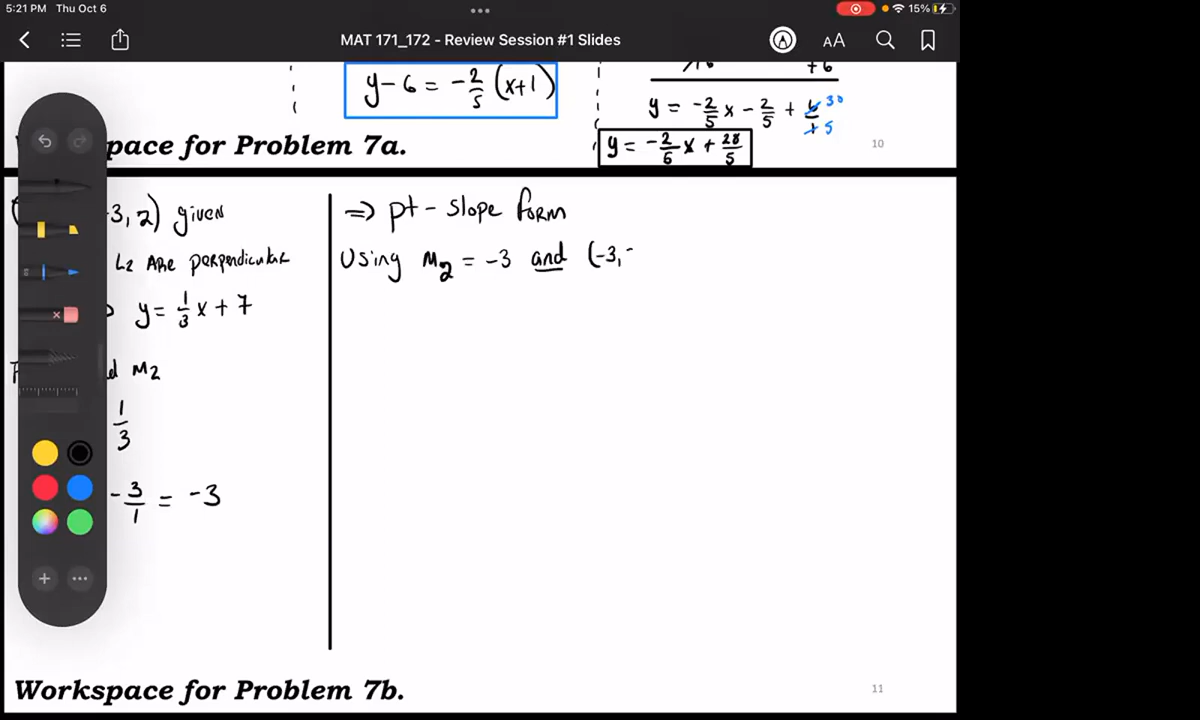 5:21 PM Thu Oct 6
15%
MAT 171_172 - Review Session #1 Slides
AA
y - 6 = -2/5 (x+1)
+6
y = -2/5 x - 2/5 + 6/1 30 5
y = -2/5 x + 28/5
pace for Problem 7a.
10
3, 2) given
L2 Are perpendicular
y = 1/3 x + 7
M2
1/3
-3/1 = -3
⇒ pt - slope form
Using M2 = -3 and (-3,
Workspace for Problem 7b.
11